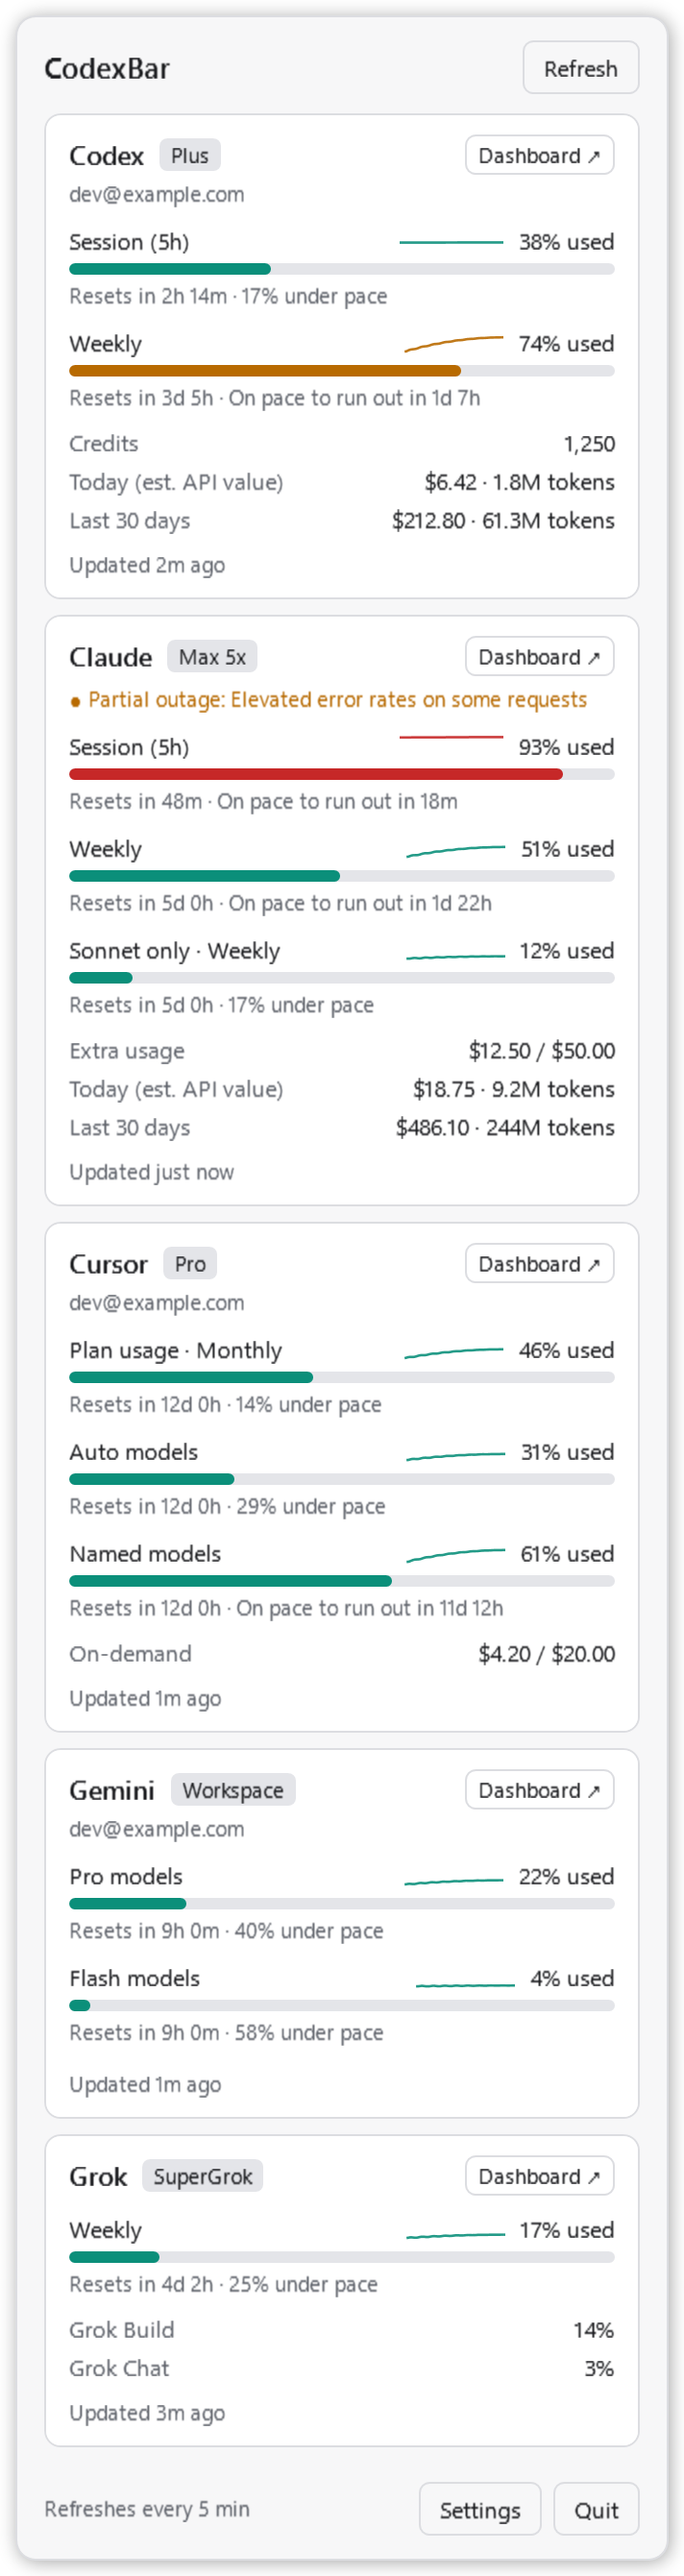 CodexBar
Refresh
Codex Plus Dashboard ↗
dev@example.com
Session (5h) 38% used
Resets in 2h 14m · 17% under pace
Weekly 74% used
Resets in 3d 5h · On pace to run out in 1d 7h
Credits 1,250
Today (est. API value) $6.42 · 1.8M tokens
Last 30 days $212.80 · 61.3M tokens
Updated 2m ago
Claude Max 5x Dashboard ↗
● Partial outage: Elevated error rates on some requests
Session (5h) 93% used
Resets in 48m · On pace to run out in 18m
Weekly 51% used
Resets in 5d 0h · On pace to run out in 1d 22h
Sonnet only · Weekly 12% used
Resets in 5d 0h · 17% under pace
Extra usage $12.50 / $50.00
Today (est. API value) $18.75 · 9.2M tokens
Last 30 days $486.10 · 244M tokens
Updated just now
Cursor Pro Dashboard ↗
dev@example.com
Plan usage · Monthly 46% used
Resets in 12d 0h · 14% under pace
Auto models 31% used
Resets in 12d 0h · 29% under pace
Named models 61% used
Resets in 12d 0h · On pace to run out in 11d 12h
On-demand $4.20 / $20.00
Updated 1m ago
Gemini Workspace Dashboard ↗
dev@example.com
Pro models 22% used
Resets in 9h 0m · 40% under pace
Flash models 4% used
Resets in 9h 0m · 58% under pace
Updated 1m ago
Grok SuperGrok Dashboard ↗
Weekly 17% used
Resets in 4d 2h · 25% under pace
Grok Build 14%
Grok Chat 3%
Updated 3m ago
Refreshes every 5 min Settings Quit